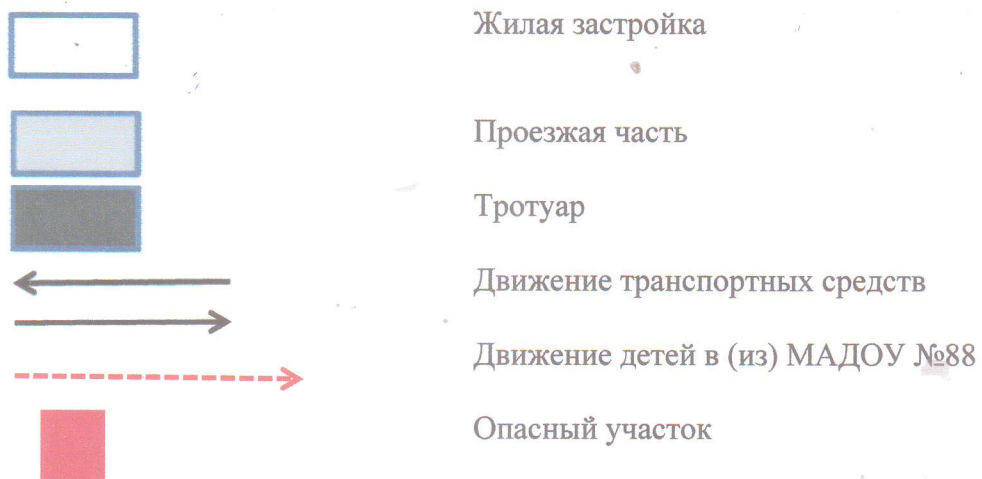 Жилая застройка
Проезжая часть
Тротуар
Движение транспортных средств
Движение детей в (из) МАДОУ №88
Опасный участок